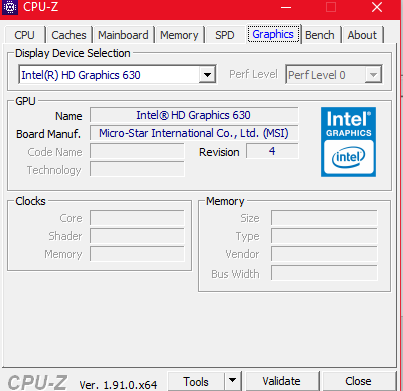 CPU-Z
CPU Caches Mainboard Memory SPD Graphics Bench About
Display Device Selection
Intel(R) HD Graphics 630 Perf Level Perf Level 0
GPU
Name Intel® HD Graphics 630
Board Manuf. Micro-Star International Co., Ltd. (MSI)
Code Name Revision 4
Technology
Intel
GRAPHICS
intel
Clocks
Core
Shader
Memory
Memory
Size
Type
Vendor
Bus Width
CPU-Z Ver. 1.91.0.x64 Tools Validate Close